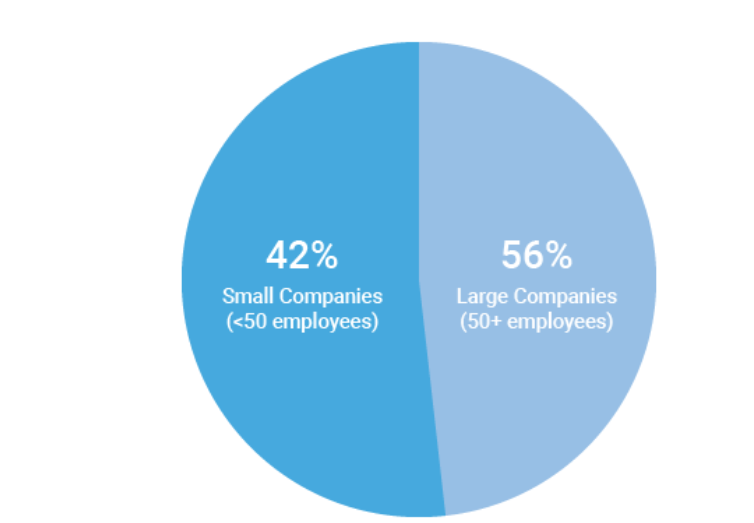 42%
Small Companies
(<50 employees)
56%
Large Companies
(50+ employees)